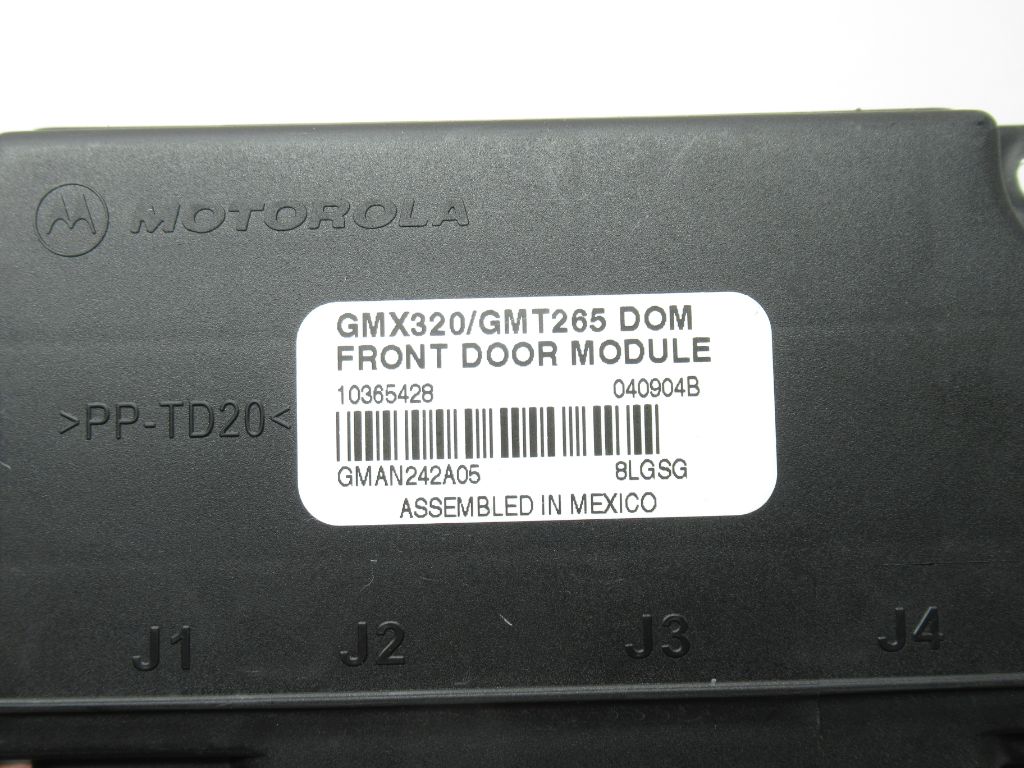 MOTOROLA
GMX320/GMT265 DOM
FRONT DOOR MODULE
10365428 040904B
>PP-TD20<
GMAN242A05 8LGSG
ASSEMBLED IN MEXICO
J1 J2 J3 J4